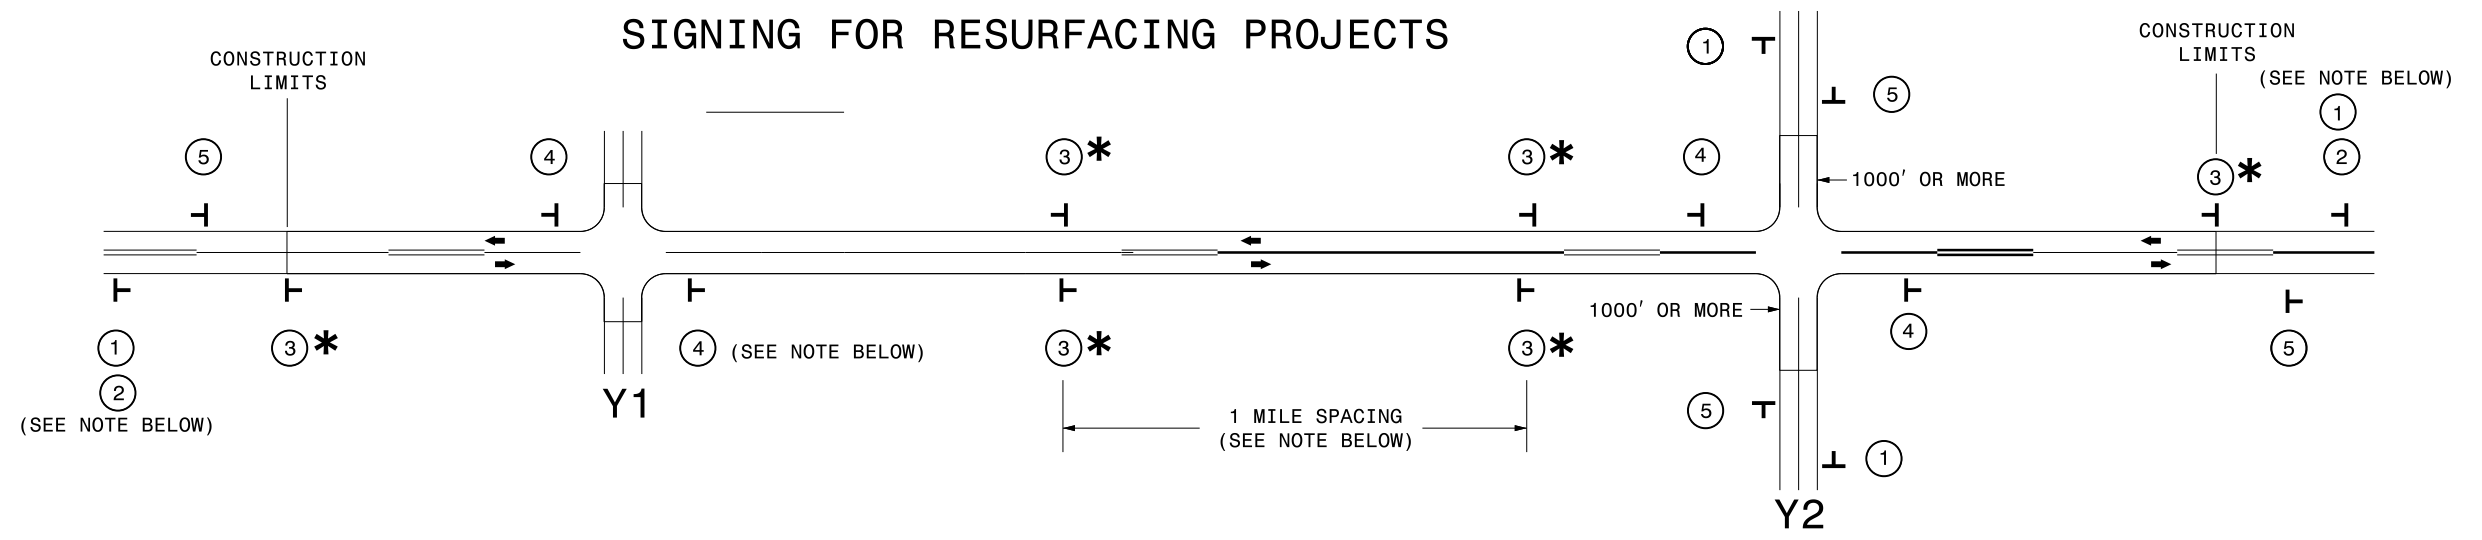 SIGNING FOR RESURFACING PROJECTS
CONSTRUCTION
LIMITS
CONSTRUCTION
LIMITS
(SEE NOTE BELOW)
1
5
1
5
4
3*
3*
4
2
3*
1000' OR MORE
1000' OR MORE
1
2
(SEE NOTE BELOW)
3*
4 (SEE NOTE BELOW)
3*
3*
4
5
Y1
1 MILE SPACING
(SEE NOTE BELOW)
5
1
Y2